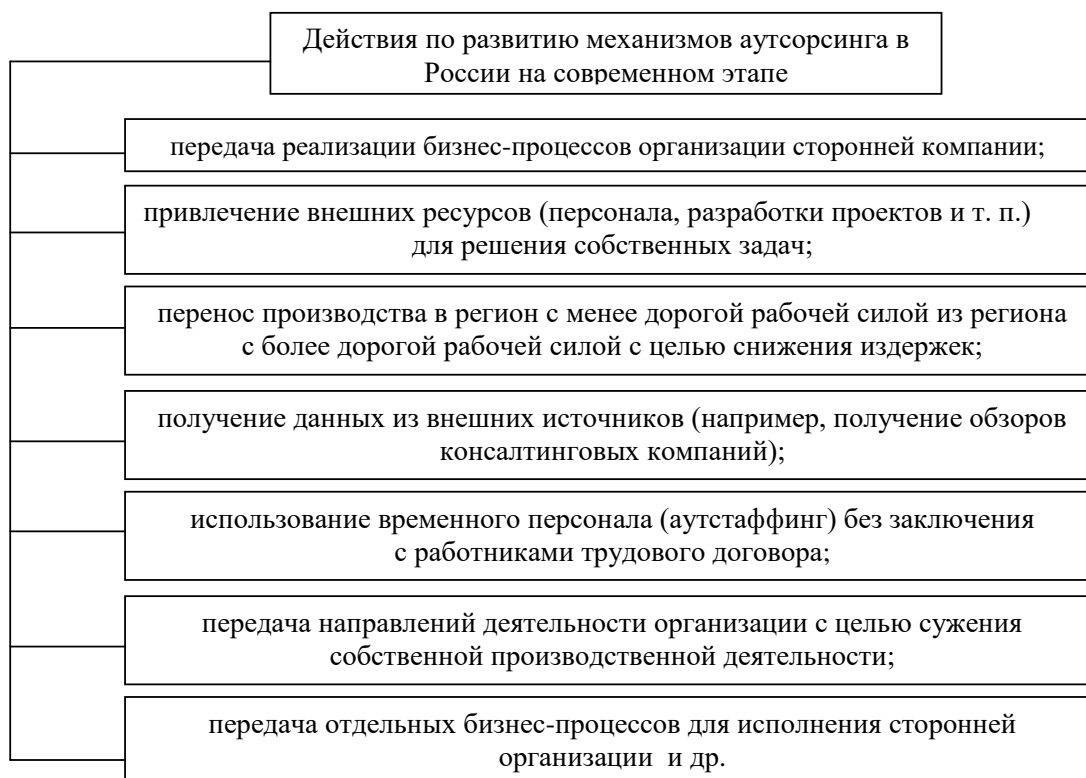 Действия по развитию механизмов аутсорсинга в
России на современном этапе
передача реализации бизнес-процессов организации сторонней компании;
привлечение внешних ресурсов (персонала, разработки проектов и т. п.)
для решения собственных задач;
перенос производства в регион с менее дорогой рабочей силой из региона
с более дорогой рабочей силой с целью снижения издержек;
получение данных из внешних источников (например, получение обзоров
консалтинговых компаний);
использование временного персонала (аутстаффинг) без заключения
с работниками трудового договора;
передача направлений деятельности организации с целью сужения
собственной производственной деятельности;
передача отдельных бизнес-процессов для исполнения сторонней
организации и др.